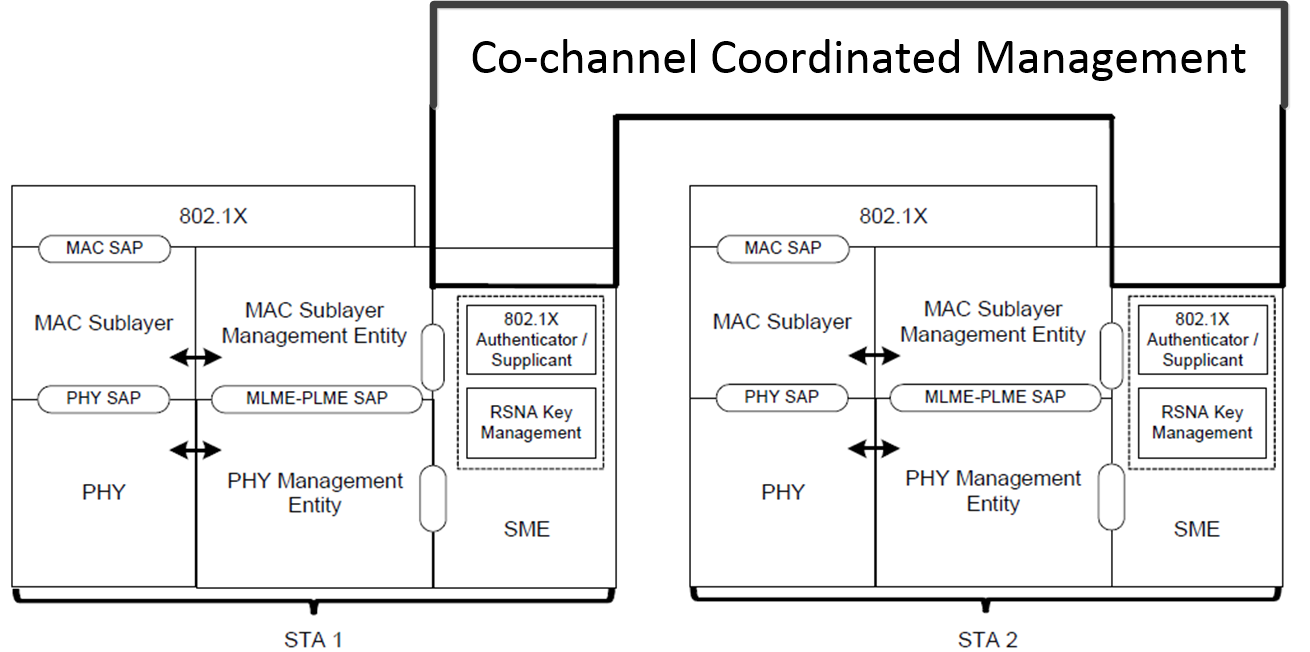 Co-channel Coordinated Management
802.1X
MAC SAP
MAC Sublayer
MAC Sublayer
Management Entity
802.1X
Authenticator /
Supplicant
PHY SAP
MLME-PLME SAP
RSNA Key
Management
PHY
PHY Management
Entity
SME
STA 1
802.1X
MAC SAP
MAC Sublayer
MAC Sublayer
Management Entity
802.1X
Authenticator /
Supplicant
PHY SAP
MLME-PLME SAP
RSNA Key
Management
PHY
PHY Management
Entity
SME
STA 2